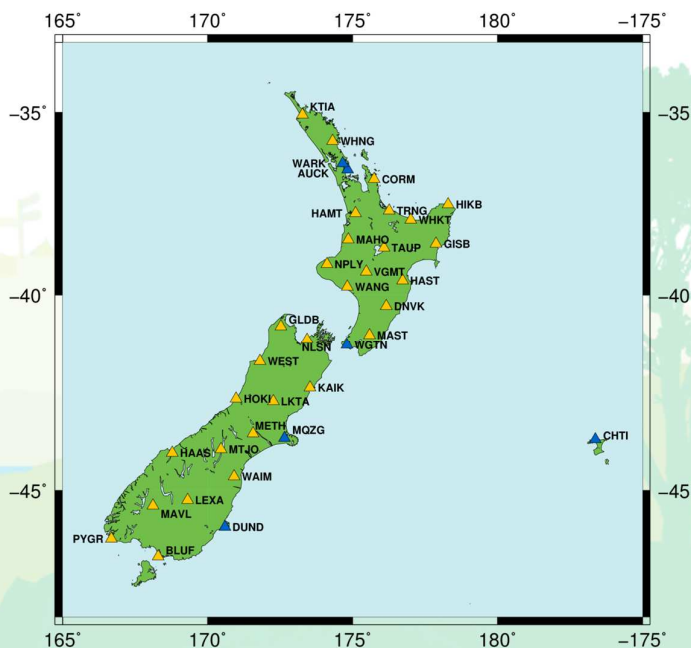 165° 170° 175° 180° −175°
KTIA
−35° −35°
WHNG
WARK
AUCK
CORM
HIKB
HAMT
TRNG
WHKT
MAHO
GISB
TAUP
NPLY
VGMT
HAST
WANG
−40° −40°
DNVK
GLDB
MAST
NLSN
WGTN
WEST
KAIK
HOKI
LKTA
METH
MQZG
CHTI
HAAS
MTJO
WAIM
−45° −45°
LEXA
MAVL
DUND
PYGR
BLUF
165° 170° 175° 180° −175°